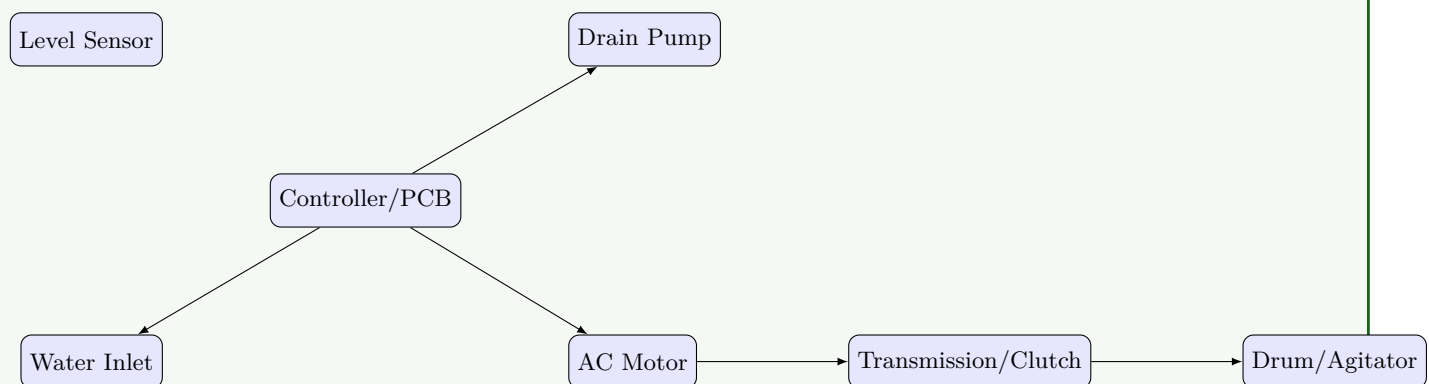 Level Sensor
Drain Pump
Controller/PCB
Water Inlet
AC Motor
Transmission/Clutch
Drum/Agitator